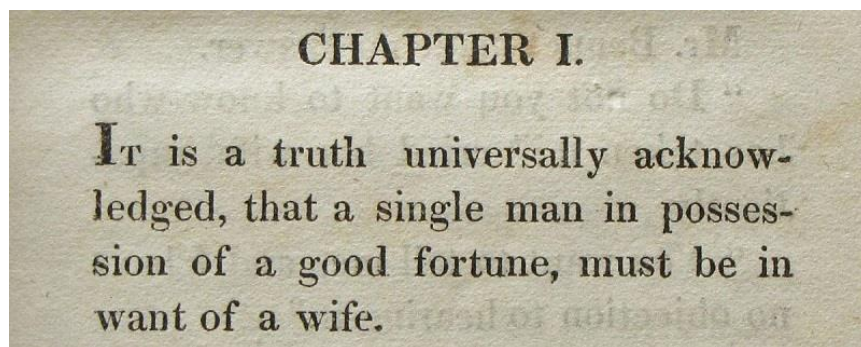 CHAPTER I.
IT is a truth universally acknow-
ledged, that a single man in posses-
sion of a good fortune, must be in
want of a wife.